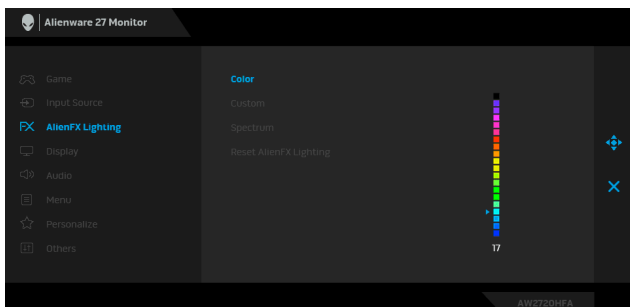 Alienware 27 Monitor
Game
Input Source
FX AlienFX Lighting
Display
Audio
Menu
Personalize
Others
Color
Custom
Spectrum
Reset AlienFX Lighting
17
AW2720HFA